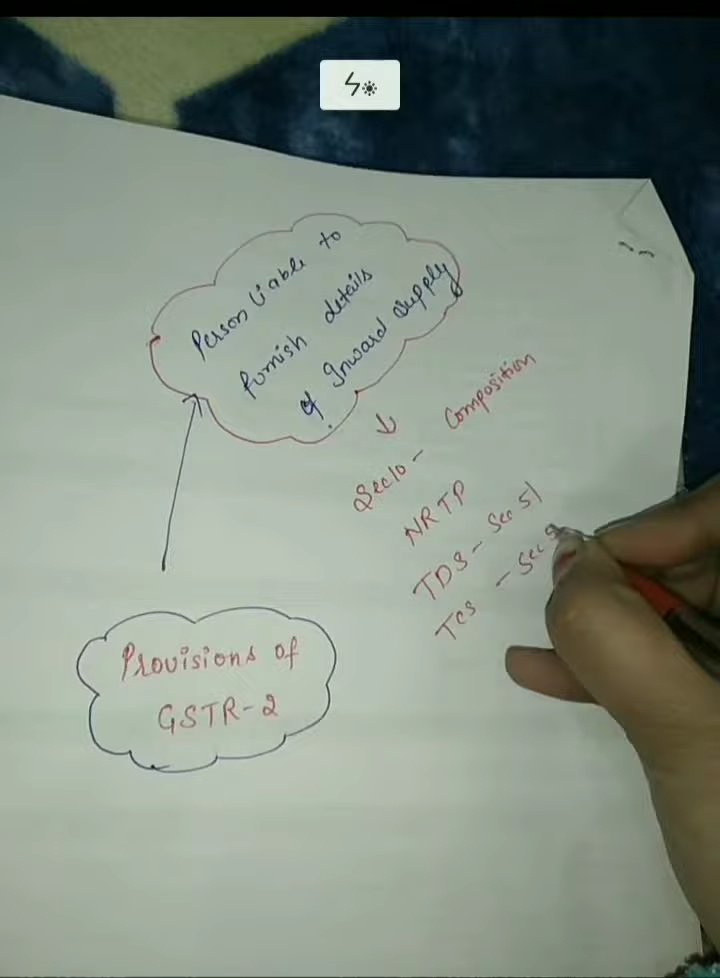 Person liable to
furnish details
of Inward supply
Sec10 - Composition
NRTP
TDS - Sec 51
TCS - Sec 5
Provisions of
GSTR-2